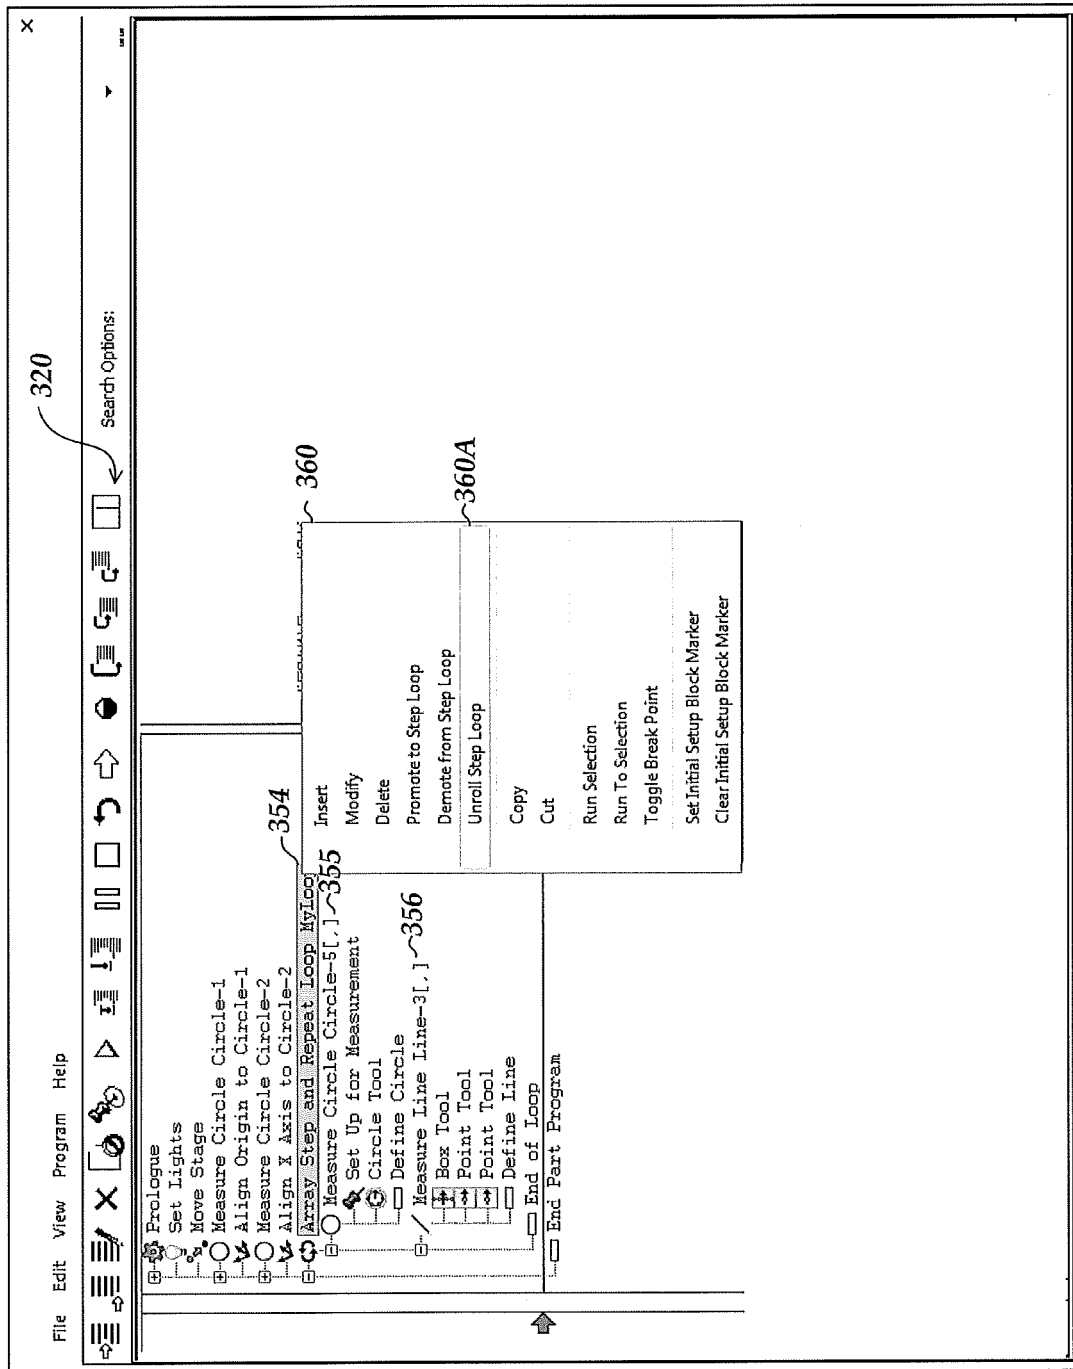 File Edit View Program Help
320
Search Options:
Prologue
Set Lights
Move Stage
Measure Circle Circle-1
Align Origin to Circle-1
Measure Circle Circle-2
Align X Axis to Circle-2
354
Array Step and Repeat Loop MyLoop
Measure Circle Circle-5[,] 355
Set Up for Measurement
Circle Tool
Define Circle
Measure Line Line-3[,] 356
Box Tool
Point Tool
Point Tool
Define Line
End of Loop
End Part Program
360
Insert
Modify
Delete
Promote to Step Loop
Demote from Step Loop
Unroll Step Loop
360A
Copy
Cut
Run Selection
Run To Selection
Toggle Break Point
Set Initial Setup Block Marker
Clear Initial Setup Block Marker